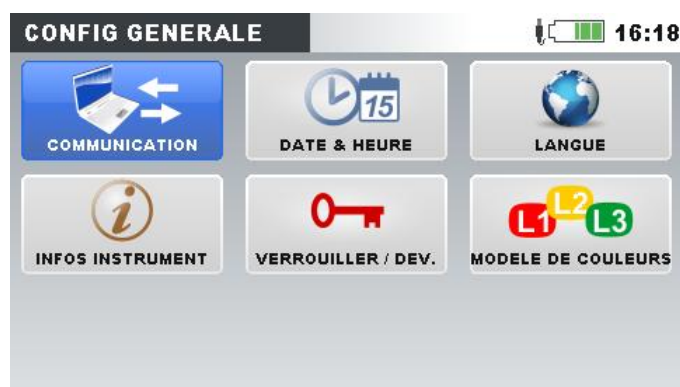 CONFIG GENERALE
16:18
15
COMMUNICATION
DATE & HEURE
LANGUE
i
L1
L2
L3
INFOS INSTRUMENT
VERROUILLER / DEV.
MODELE DE COULEURS